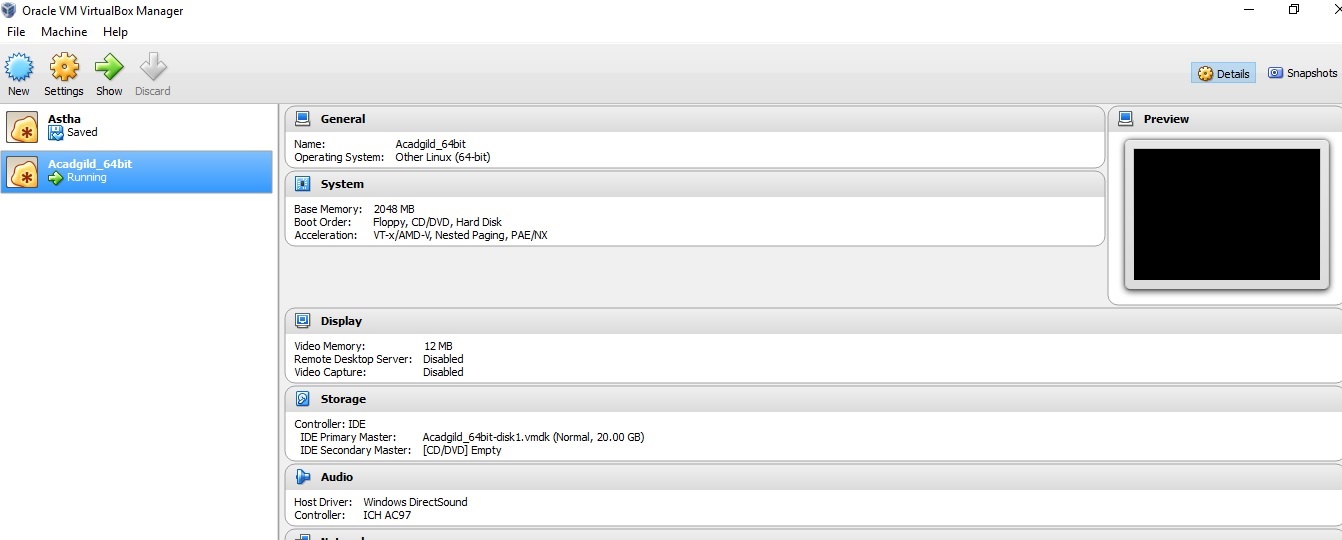 Oracle VM VirtualBox Manager
File Machine Help
New Settings Show Discard
Details Snapshots
Astha
Saved
Acadgild_64bit
Running
General
Name: Acadgild_64bit
Operating System: Other Linux (64-bit)
System
Base Memory: 2048 MB
Boot Order: Floppy, CD/DVD, Hard Disk
Acceleration: VT-x/AMD-V, Nested Paging, PAE/NX
Preview
Display
Video Memory: 12 MB
Remote Desktop Server: Disabled
Video Capture: Disabled
Storage
Controller: IDE
IDE Primary Master: Acadgild_64bit-disk1.vmdk (Normal, 20.00 GB)
IDE Secondary Master: [CD/DVD] Empty
Audio
Host Driver: Windows DirectSound
Controller: ICH AC97